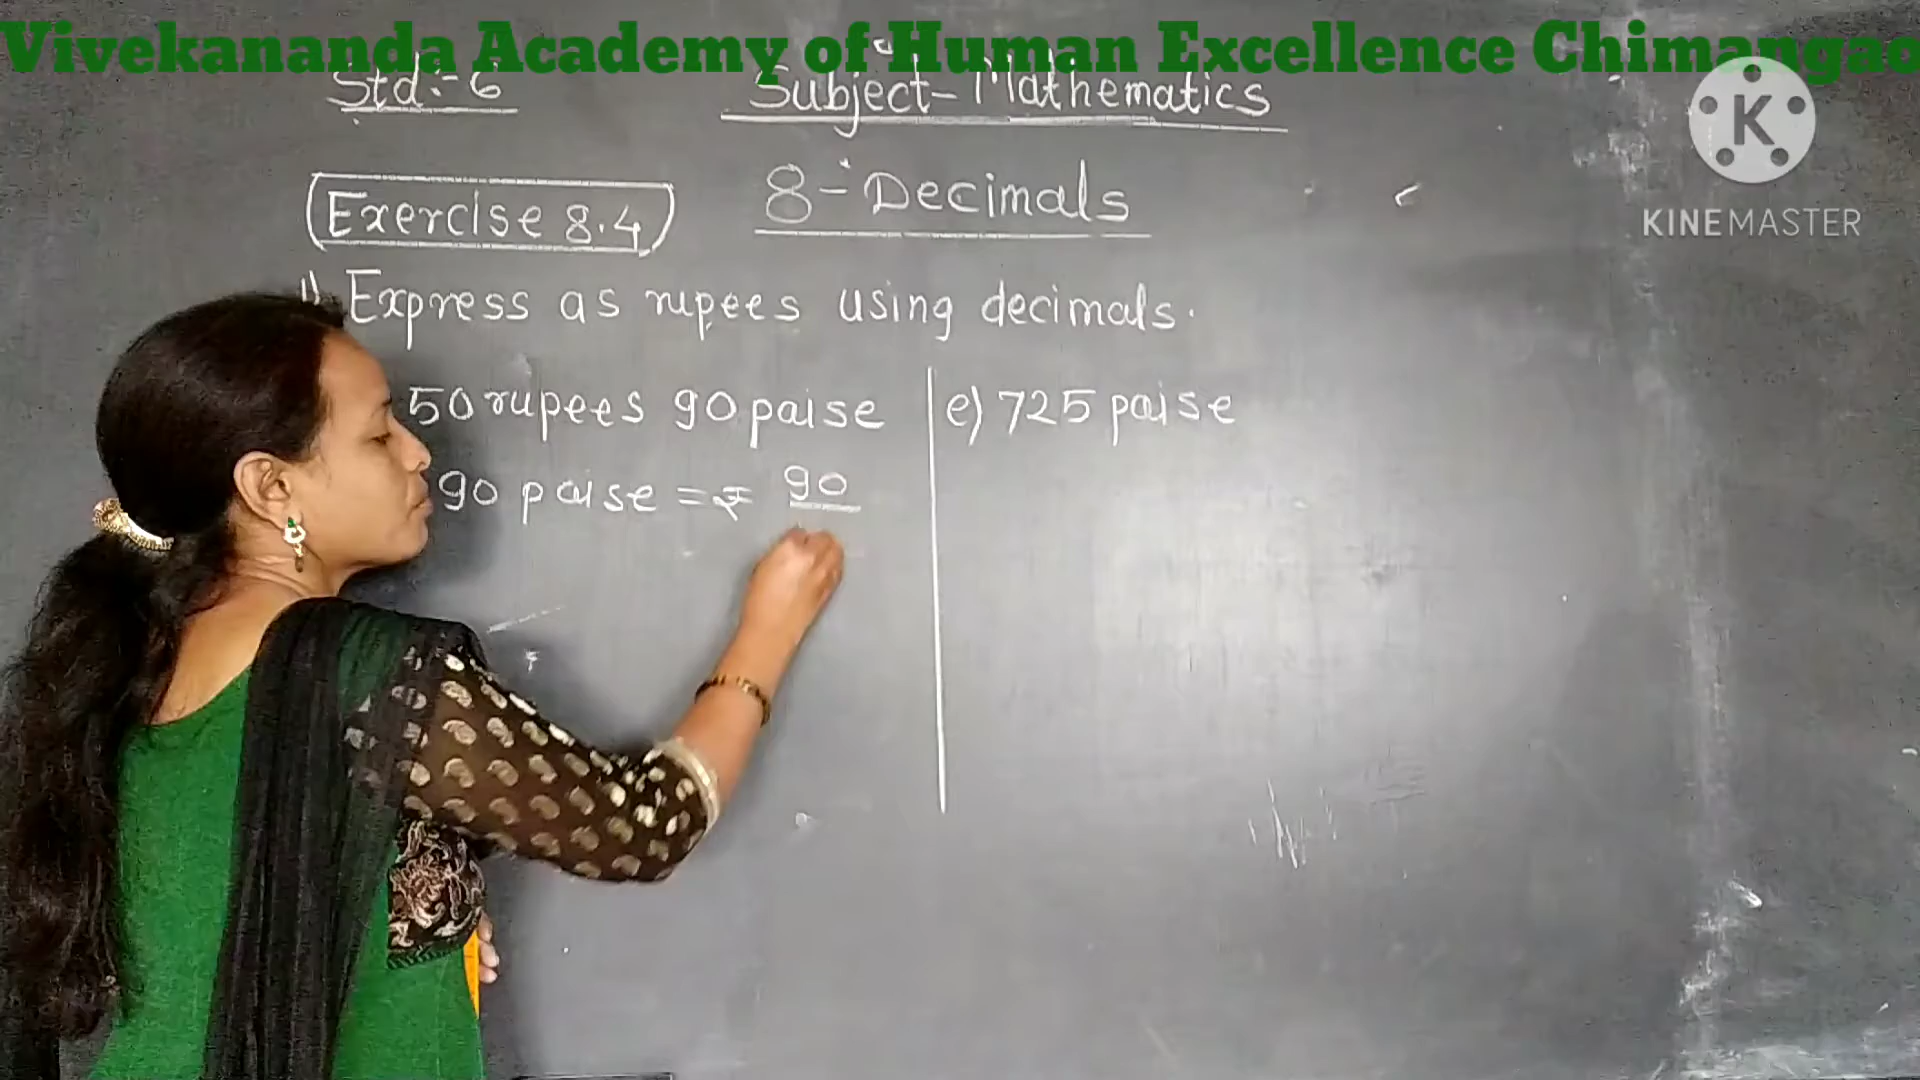 Vivekananda Academy of Human Excellence Chimangao
Std:- 6 Subject- Mathematics
K
KINEMASTER
Exercise 8.4 8- Decimals
1) Express as rupees using decimals.
50 rupees 90 paise
90 paise = ₹ 90
e) 725 paise